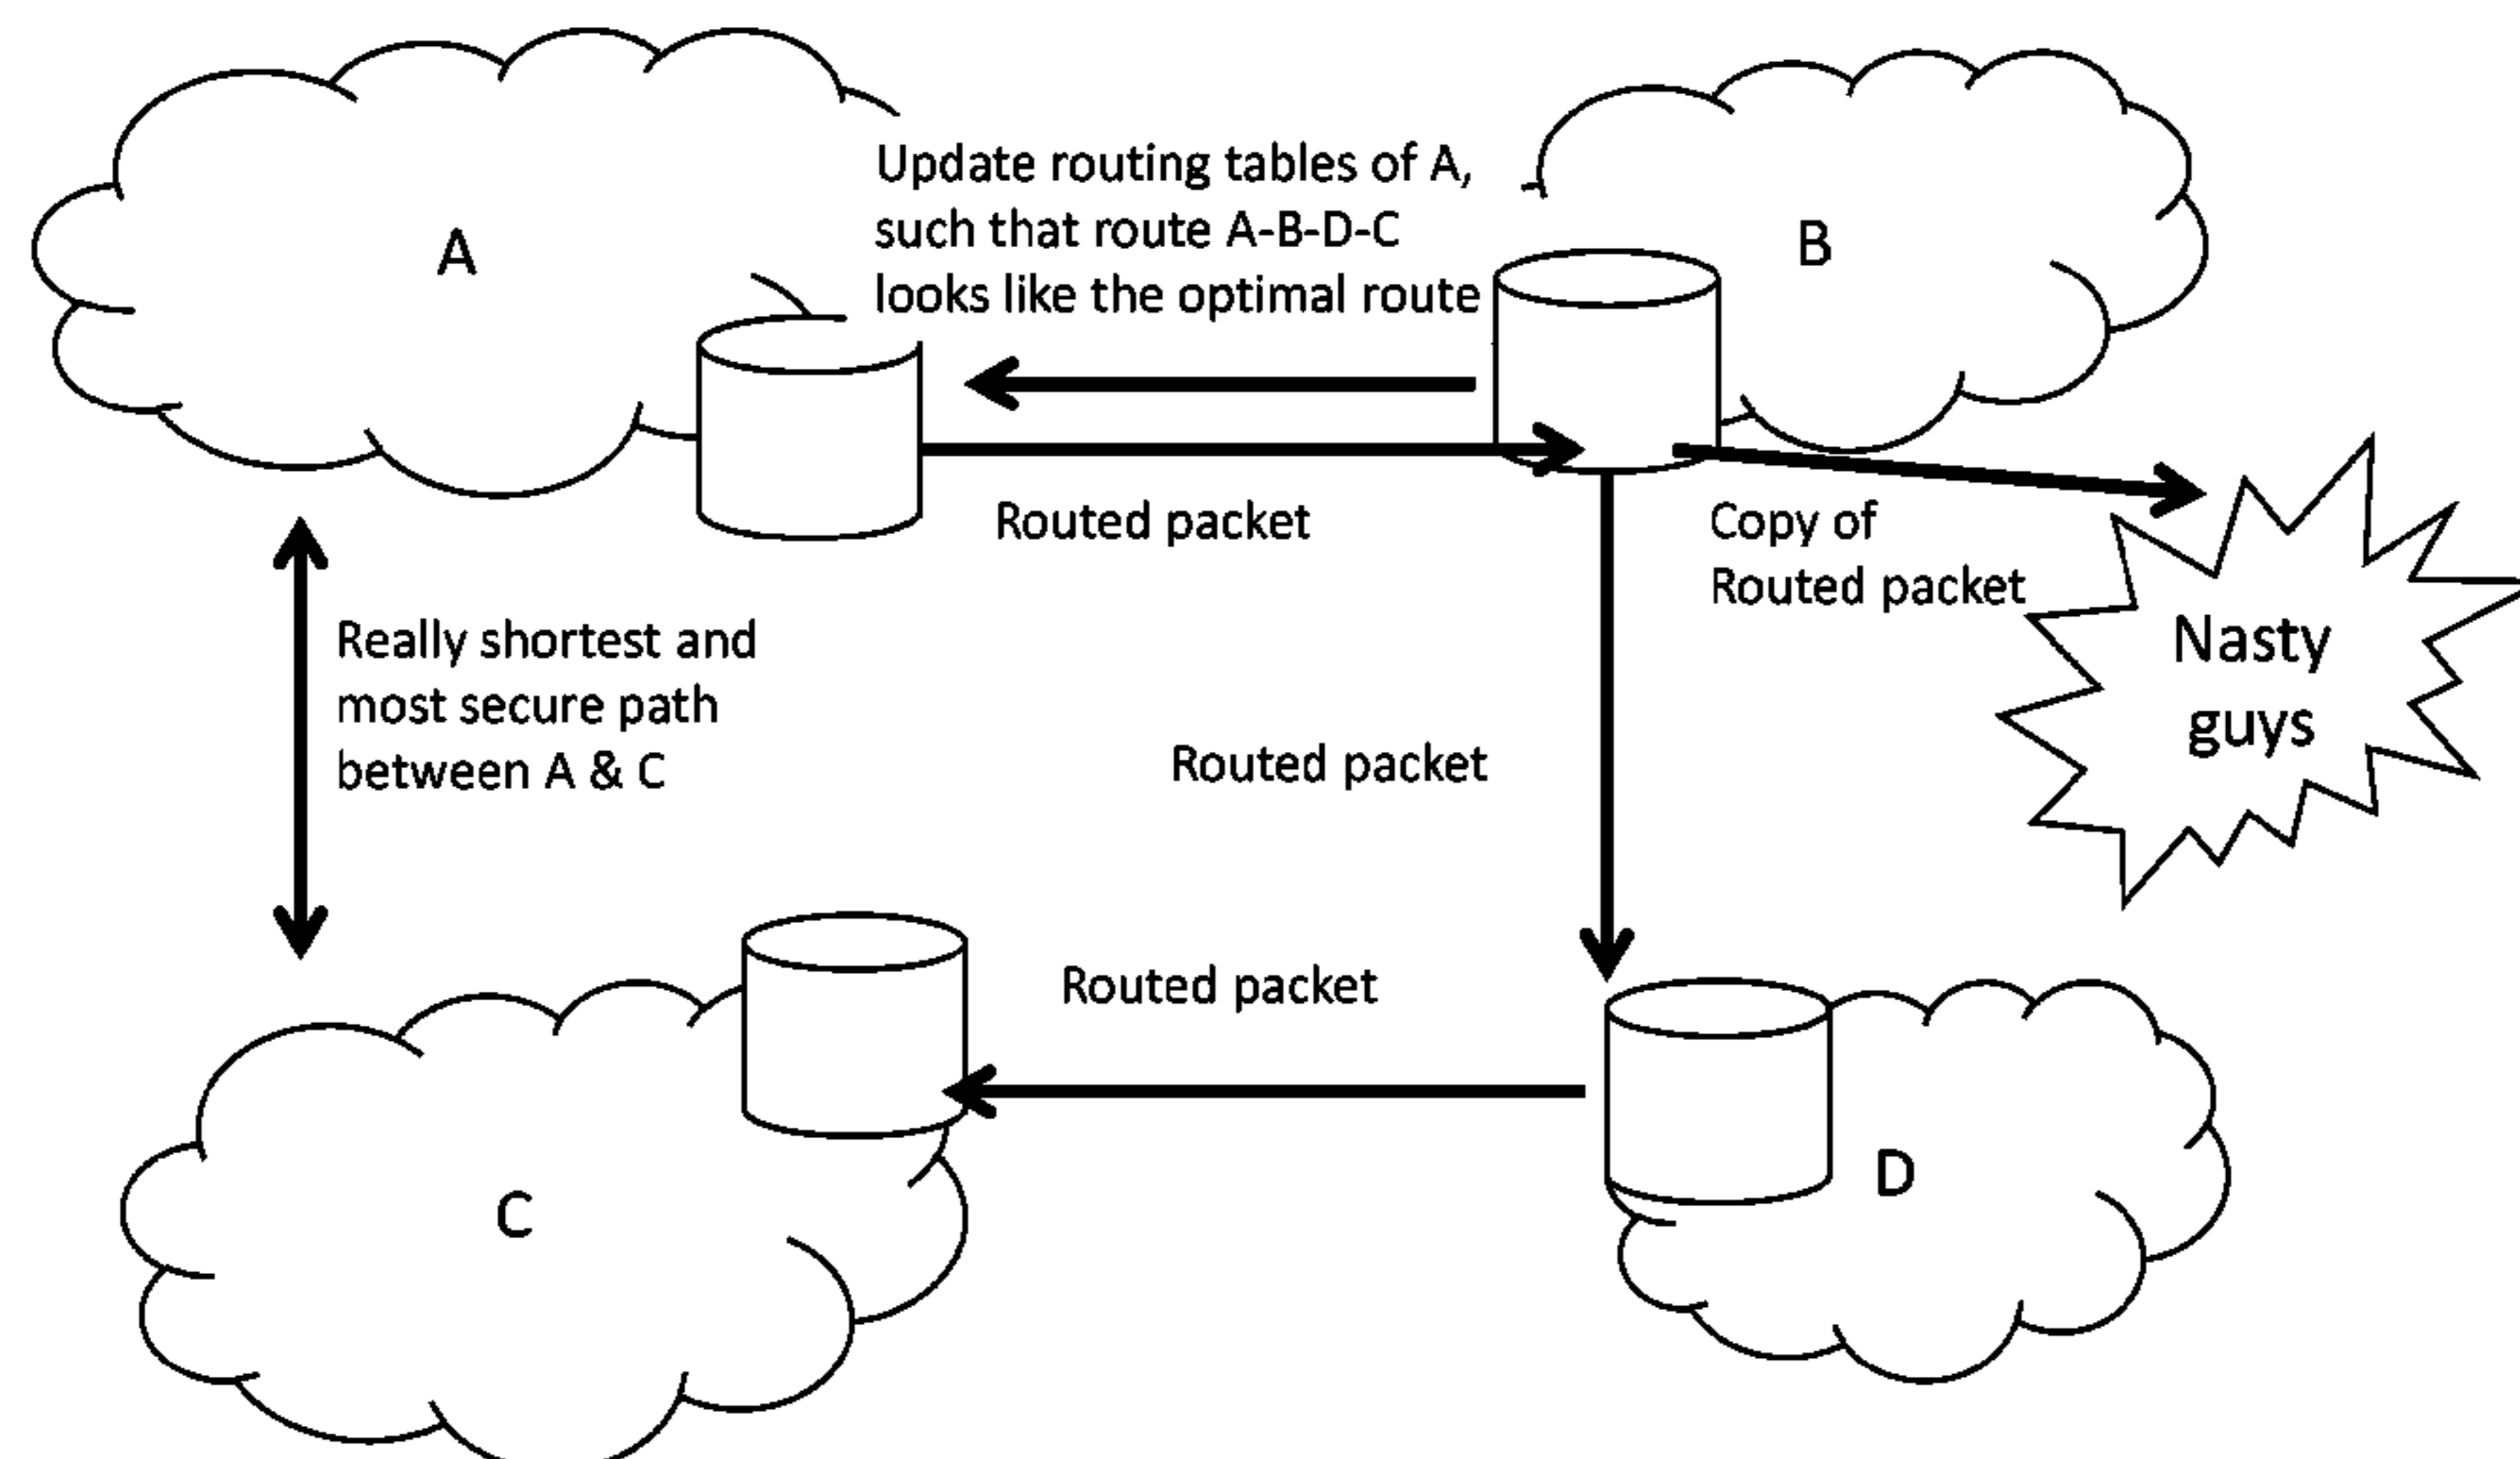 A
Update routing tables of A,
such that route A-B-D-C
looks like the optimal route
B
Routed packet
Copy of
Routed packet
Nasty
guys
Really shortest and
most secure path
between A & C
Routed packet
Routed packet
C
D